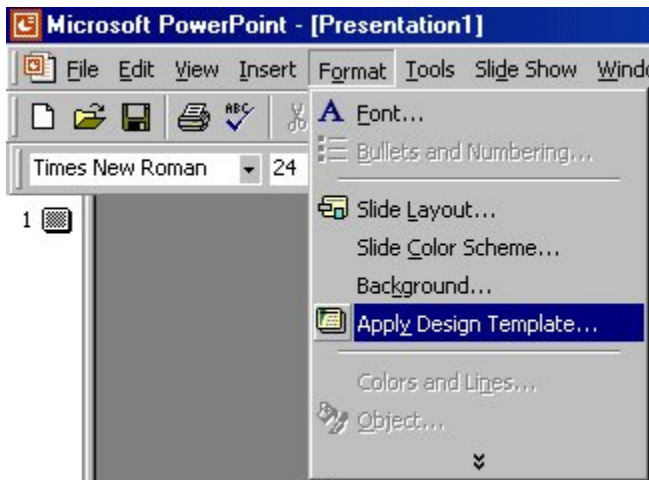 Microsoft PowerPoint - [Presentation1]
File Edit View Insert Format Tools Slide Show
ABC
Times New Roman 24
Font...
Bullets and Numbering...
1
Slide Layout...
Slide Color Scheme...
Background...
Apply Design Template...
Colors and Lines...
Object...